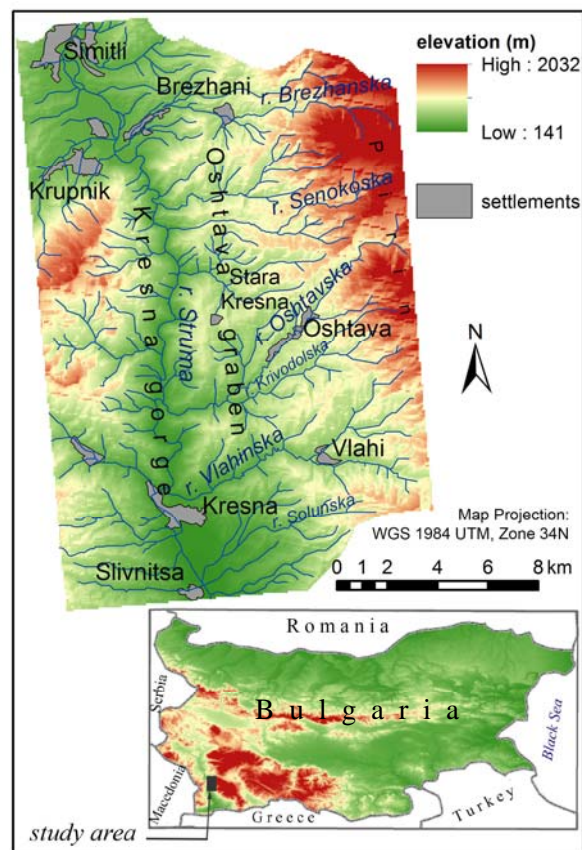 Simitli
elevation (m)
High : 2032
Low : 141
settlements
Brezhani
r. Brezhanska
Pirin
Oshtava graben
r. Senokoska
Krupnik
Kresna gorge
r. Struma
Stara
Kresna
r. Oshtavska
Oshtava
r. Krivodolska
N
r. Vlahinska
Vlahi
Kresna
r. Solunska
Map Projection:
WGS 1984 UTM, Zone 34N
Slivnitsa
0 1 2 4 6 8
km
Romania
Serbia
Bulgaria
Black Sea
Macedonia
Turkey
Greece
study area